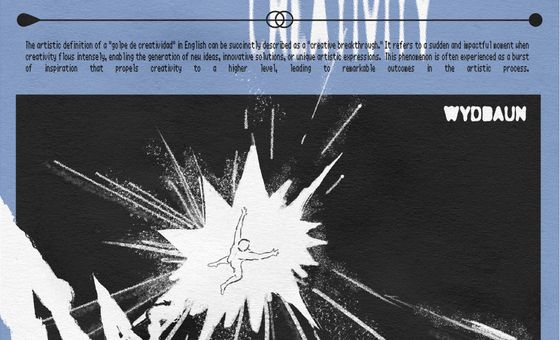 CREATIVITY
The artistic definition of a "golpe de creatividad" in English can be succinctly described as a "creative breakthrough." It refers to a sudden and impactful moment when
creativity flows intensely, enabling the generation of new ideas, innovative solutions, or unique artistic expressions. This phenomenon is often experienced as a burst
of inspiration that propels creativity to a higher level, leading to remarkable outcomes in the artistic process.
WYDDAUN